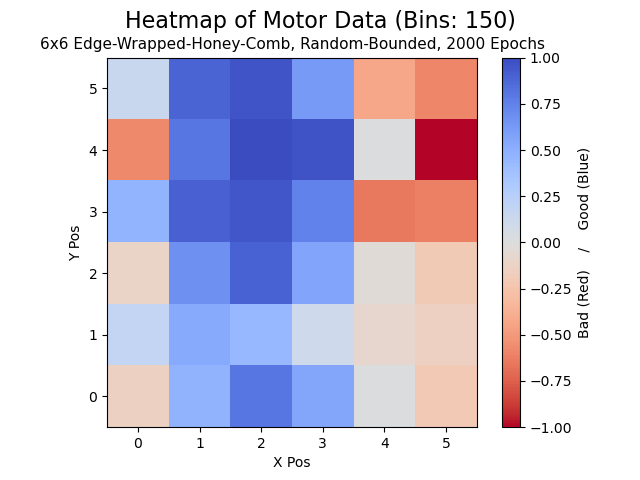 Heatmap of Motor Data (Bins: 150)
6x6 Edge-Wrapped-Honey-Comb, Random-Bounded, 2000 Epochs
Y Pos
5
4
3
2
1
0
0 1 2 3 4 5
X Pos
1.00
0.75
0.50
0.25
0.00
−0.25
−0.50
−0.75
−1.00
Bad (Red) / Good (Blue)